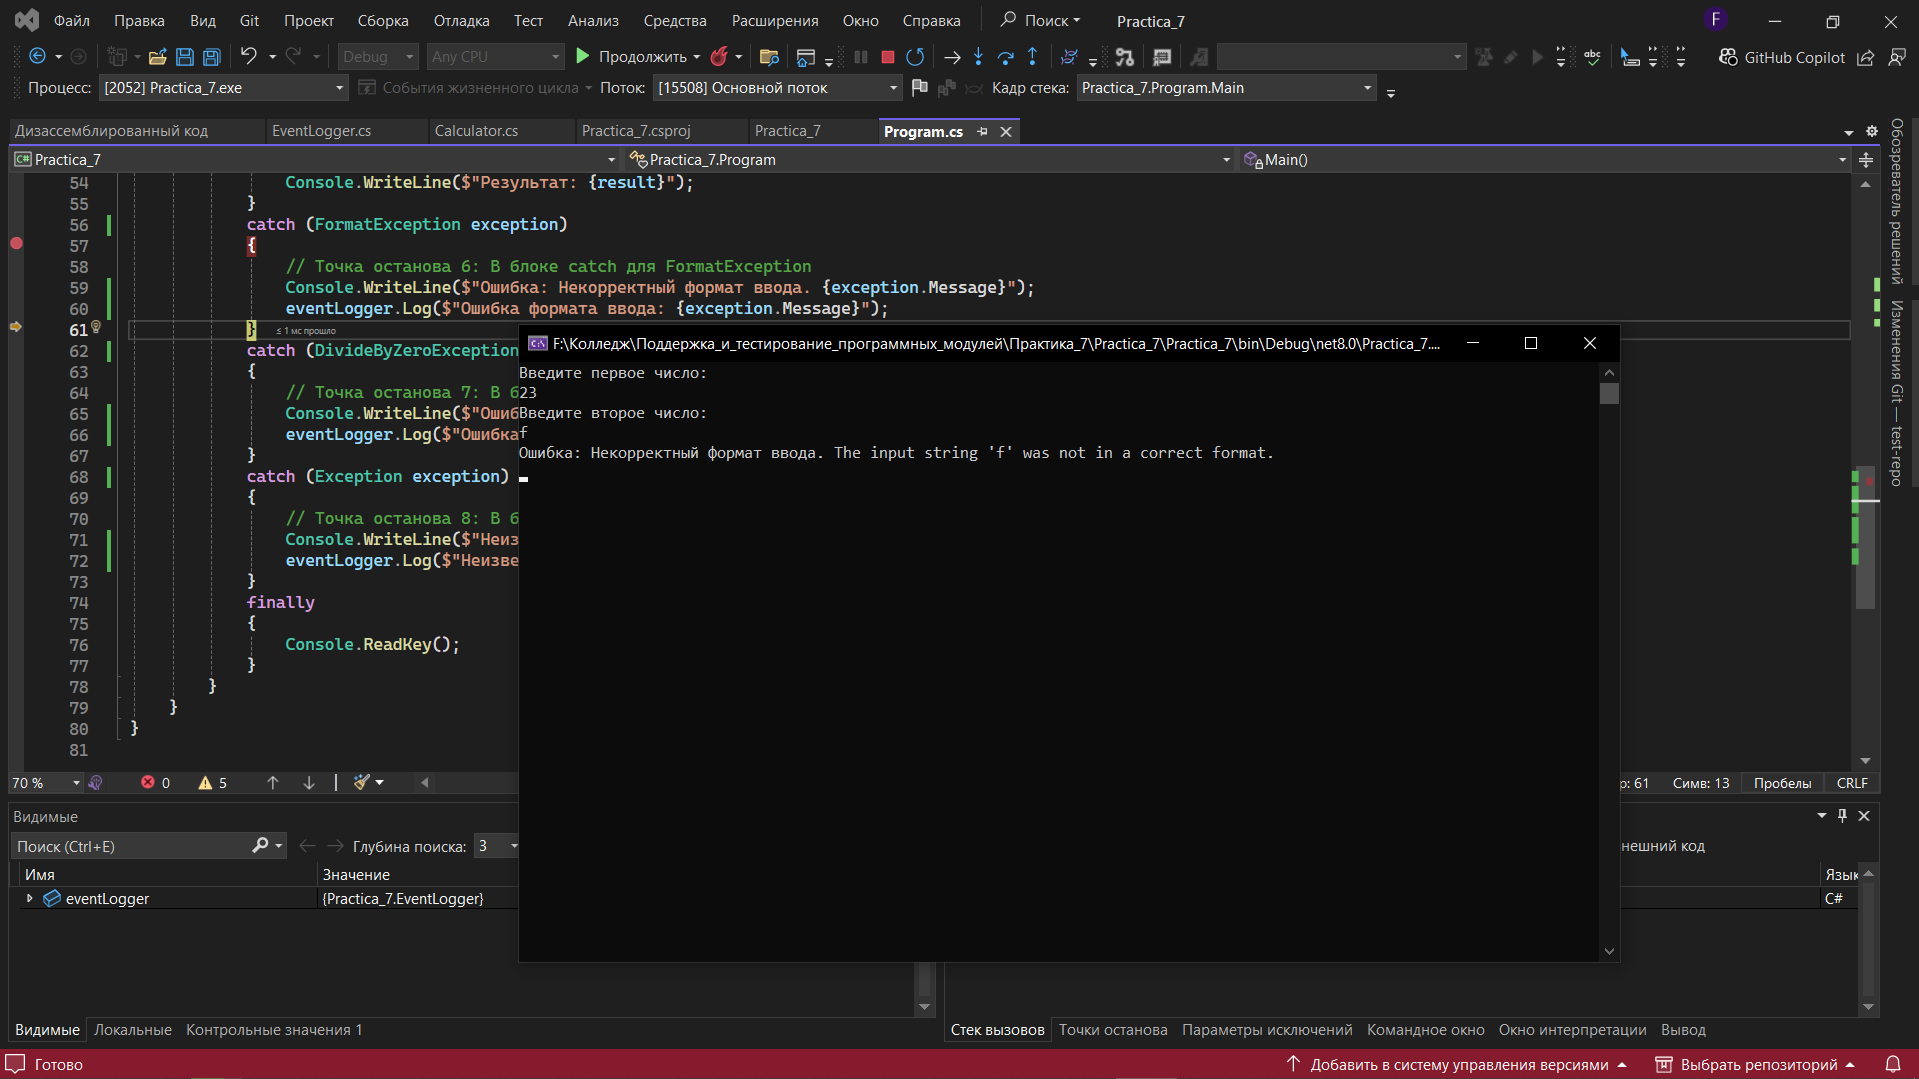 Файл Правка Вид Git Проект Сборка Отладка Тест Анализ Средства Расширения Окно Справка Поиск Practica_7 F
Debug Any CPU Продолжить abc GitHub Copilot
Процесс: [2052] Practica_7.exe События жизненного цикла Поток: [15508] Основной поток Кадр стека: Practica_7.Program.Main
Дизассемблированный код EventLogger.cs Calculator.cs Practica_7.csproj Practica_7 Program.cs
C# Practica_7 Practica_7.Program Main()
54 Console.WriteLine($"Результат: {result}");
55 }
56 catch (FormatException exception)
57 {
58 // Точка останова 6: В блоке catch для FormatException
59 Console.WriteLine($"Ошибка: Некорректный формат ввода. {exception.Message}");
60 eventLogger.Log($"Ошибка формата ввода: {exception.Message}");
61 } ≤ 1 мс прошло
62 catch (DivideByZeroException
63 {
64 // Точка останова 7: В б
65 Console.WriteLine($"Ошиб
66 eventLogger.Log($"Ошибка
67 }
68 catch (Exception exception)
69 {
70 // Точка останова 8: В б
71 Console.WriteLine($"Неиз
72 eventLogger.Log($"Неизве
73 }
74 finally
75 {
76 Console.ReadKey();
77 }
78 }
79 }
80 }
81
F:\Колледж\Поддержка_и_тестирование_программных_модулей\Практика_7\Practica_7\Practica_7\bin\Debug\net8.0\Practica_7....
Введите первое число:
23
Введите второе число:
f
Ошибка: Некорректный формат ввода. The input string 'f' was not in a correct format.
Обозреватель решений
Изменения Git — test-repo
70 % 0 5 р: 61 Симв: 13 Пробелы CRLF
Видимые
Поиск (Ctrl+E) Глубина поиска: 3
нешний код
Имя Значение
Язык
eventLogger {Practica_7.EventLogger}
C#
Видимые Локальные Контрольные значения 1
Стек вызовов Точки останова Параметры исключений Командное окно Окно интерпретации Вывод
Готово Добавить в систему управления версиями Выбрать репозиторий